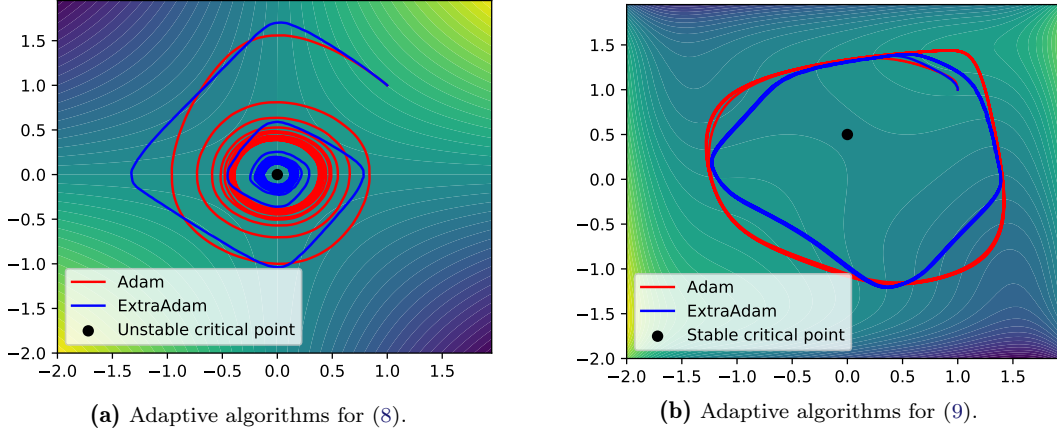 1.5
1.0
0.5
0.0
−0.5
−1.0
−1.5
−2.0
−2.0 −1.5 −1.0 −0.5 0.0 0.5 1.0 1.5
Adam
ExtraAdam
Unstable critical point
(a) Adaptive algorithms for (8).
1.5
1.0
0.5
0.0
−0.5
−1.0
−1.5
−2.0
−2.0 −1.5 −1.0 −0.5 0.0 0.5 1.0 1.5
Adam
ExtraAdam
Stable critical point
(b) Adaptive algorithms for (9).